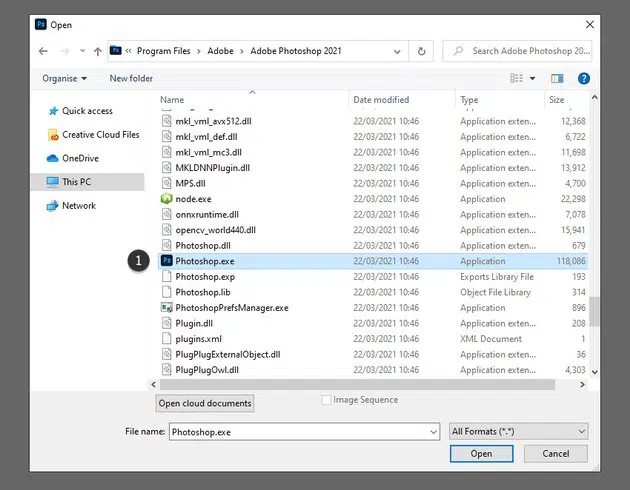 Ps Open
« Program Files › Adobe › Adobe Photoshop 2021
Search Adobe Photoshop 20...
Organise
New folder
?
Quick access
Creative Cloud Files
OneDrive
This PC
Network
Name Date modified Type Size
mkl_vml_avx512.dll 22/03/2021 10:46 Application exten... 12,368
mkl_vml_def.dll 22/03/2021 10:46 Application exten... 6,722
mkl_vml_mc3.dll 22/03/2021 10:46 Application exten... 11,698
MKLDNNPlugin.dll 22/03/2021 10:46 Application exten... 13,912
MPS.dll 22/03/2021 10:46 Application exten... 4,700
node.exe 22/03/2021 10:46 Application 22,298
onnxruntime.dll 22/03/2021 10:46 Application exten... 7,078
opencv_world440.dll 22/03/2021 10:46 Application exten... 15,941
Photoshop.dll 22/03/2021 10:46 Application exten... 679
1 Ps Photoshop.exe 22/03/2021 10:46 Application 118,086
Photoshop.exp 22/03/2021 10:46 Exports Library File 193
Photoshop.lib 22/03/2021 10:46 Object File Library 314
PhotoshopPrefsManager.exe 22/03/2021 10:46 Application 896
Plugin.dll 22/03/2021 10:46 Application exten... 208
plugins.xml 22/03/2021 10:46 XML Document 1
PlugPlugExternalObject.dll 22/03/2021 10:46 Application exten... 36
PlugPlugOwl.dll 22/03/2021 10:46 Application exten... 4,303
Open cloud documents
Image Sequence
File name: Photoshop.exe
All Formats (*.*)
Open
Cancel